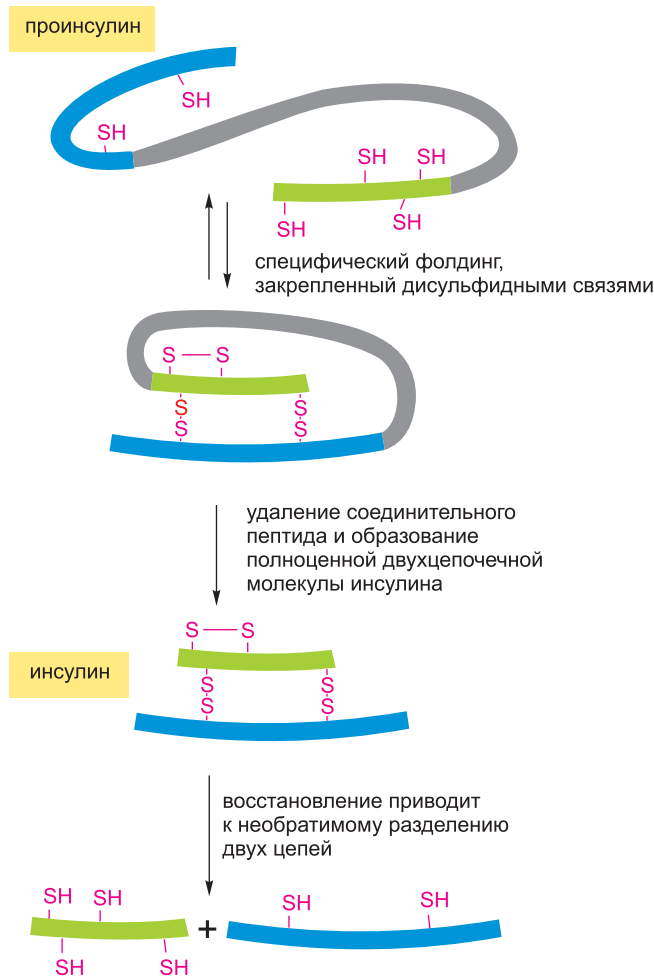 проинсулин
SH
SH
SH
SH
SH
SH
специфический фолдинг,
закрепленный дисульфидными связями
S S
S S
S S
удаление соединительного
пептида и образование
полноценной двухцепочечной
молекулы инсулина
S S
инсулин
S S
S S
восстановление приводит
к необратимому разделению
двух цепей
SH SH SH SH
+
SH SH